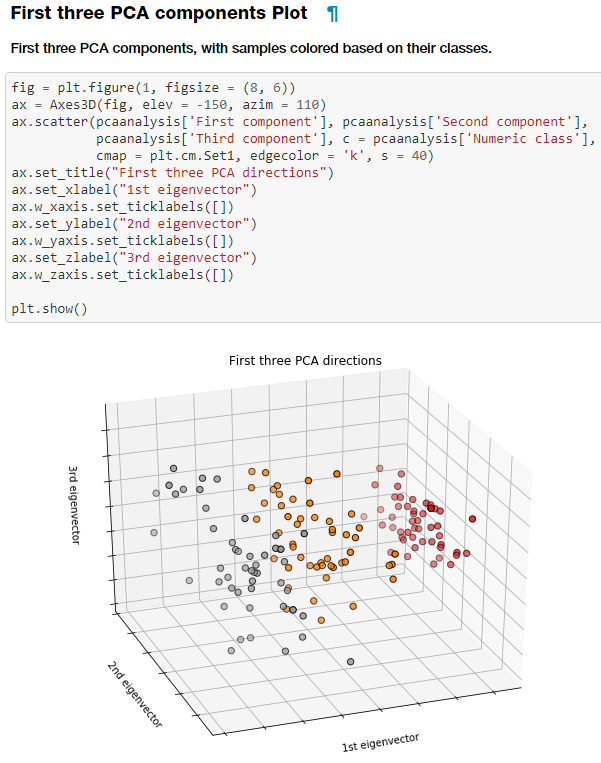 First three PCA components Plot ¶
First three PCA components, with samples colored based on their classes.
fig = plt.figure(1, figsize = (8, 6))
ax = Axes3D(fig, elev = -150, azim = 110)
ax.scatter(pcaanalysis['First component'], pcaanalysis['Second component'],
           pcaanalysis['Third component'], c = pcaanalysis['Numeric class'],
           cmap = plt.cm.Set1, edgecolor = 'k', s = 40)
ax.set_title("First three PCA directions")
ax.set_xlabel("1st eigenvector")
ax.w_xaxis.set_ticklabels([])
ax.set_ylabel("2nd eigenvector")
ax.w_yaxis.set_ticklabels([])
ax.set_zlabel("3rd eigenvector")
ax.w_zaxis.set_ticklabels([])
plt.show()
First three PCA directions
3rd eigenvector
2nd eigenvector
1st eigenvector